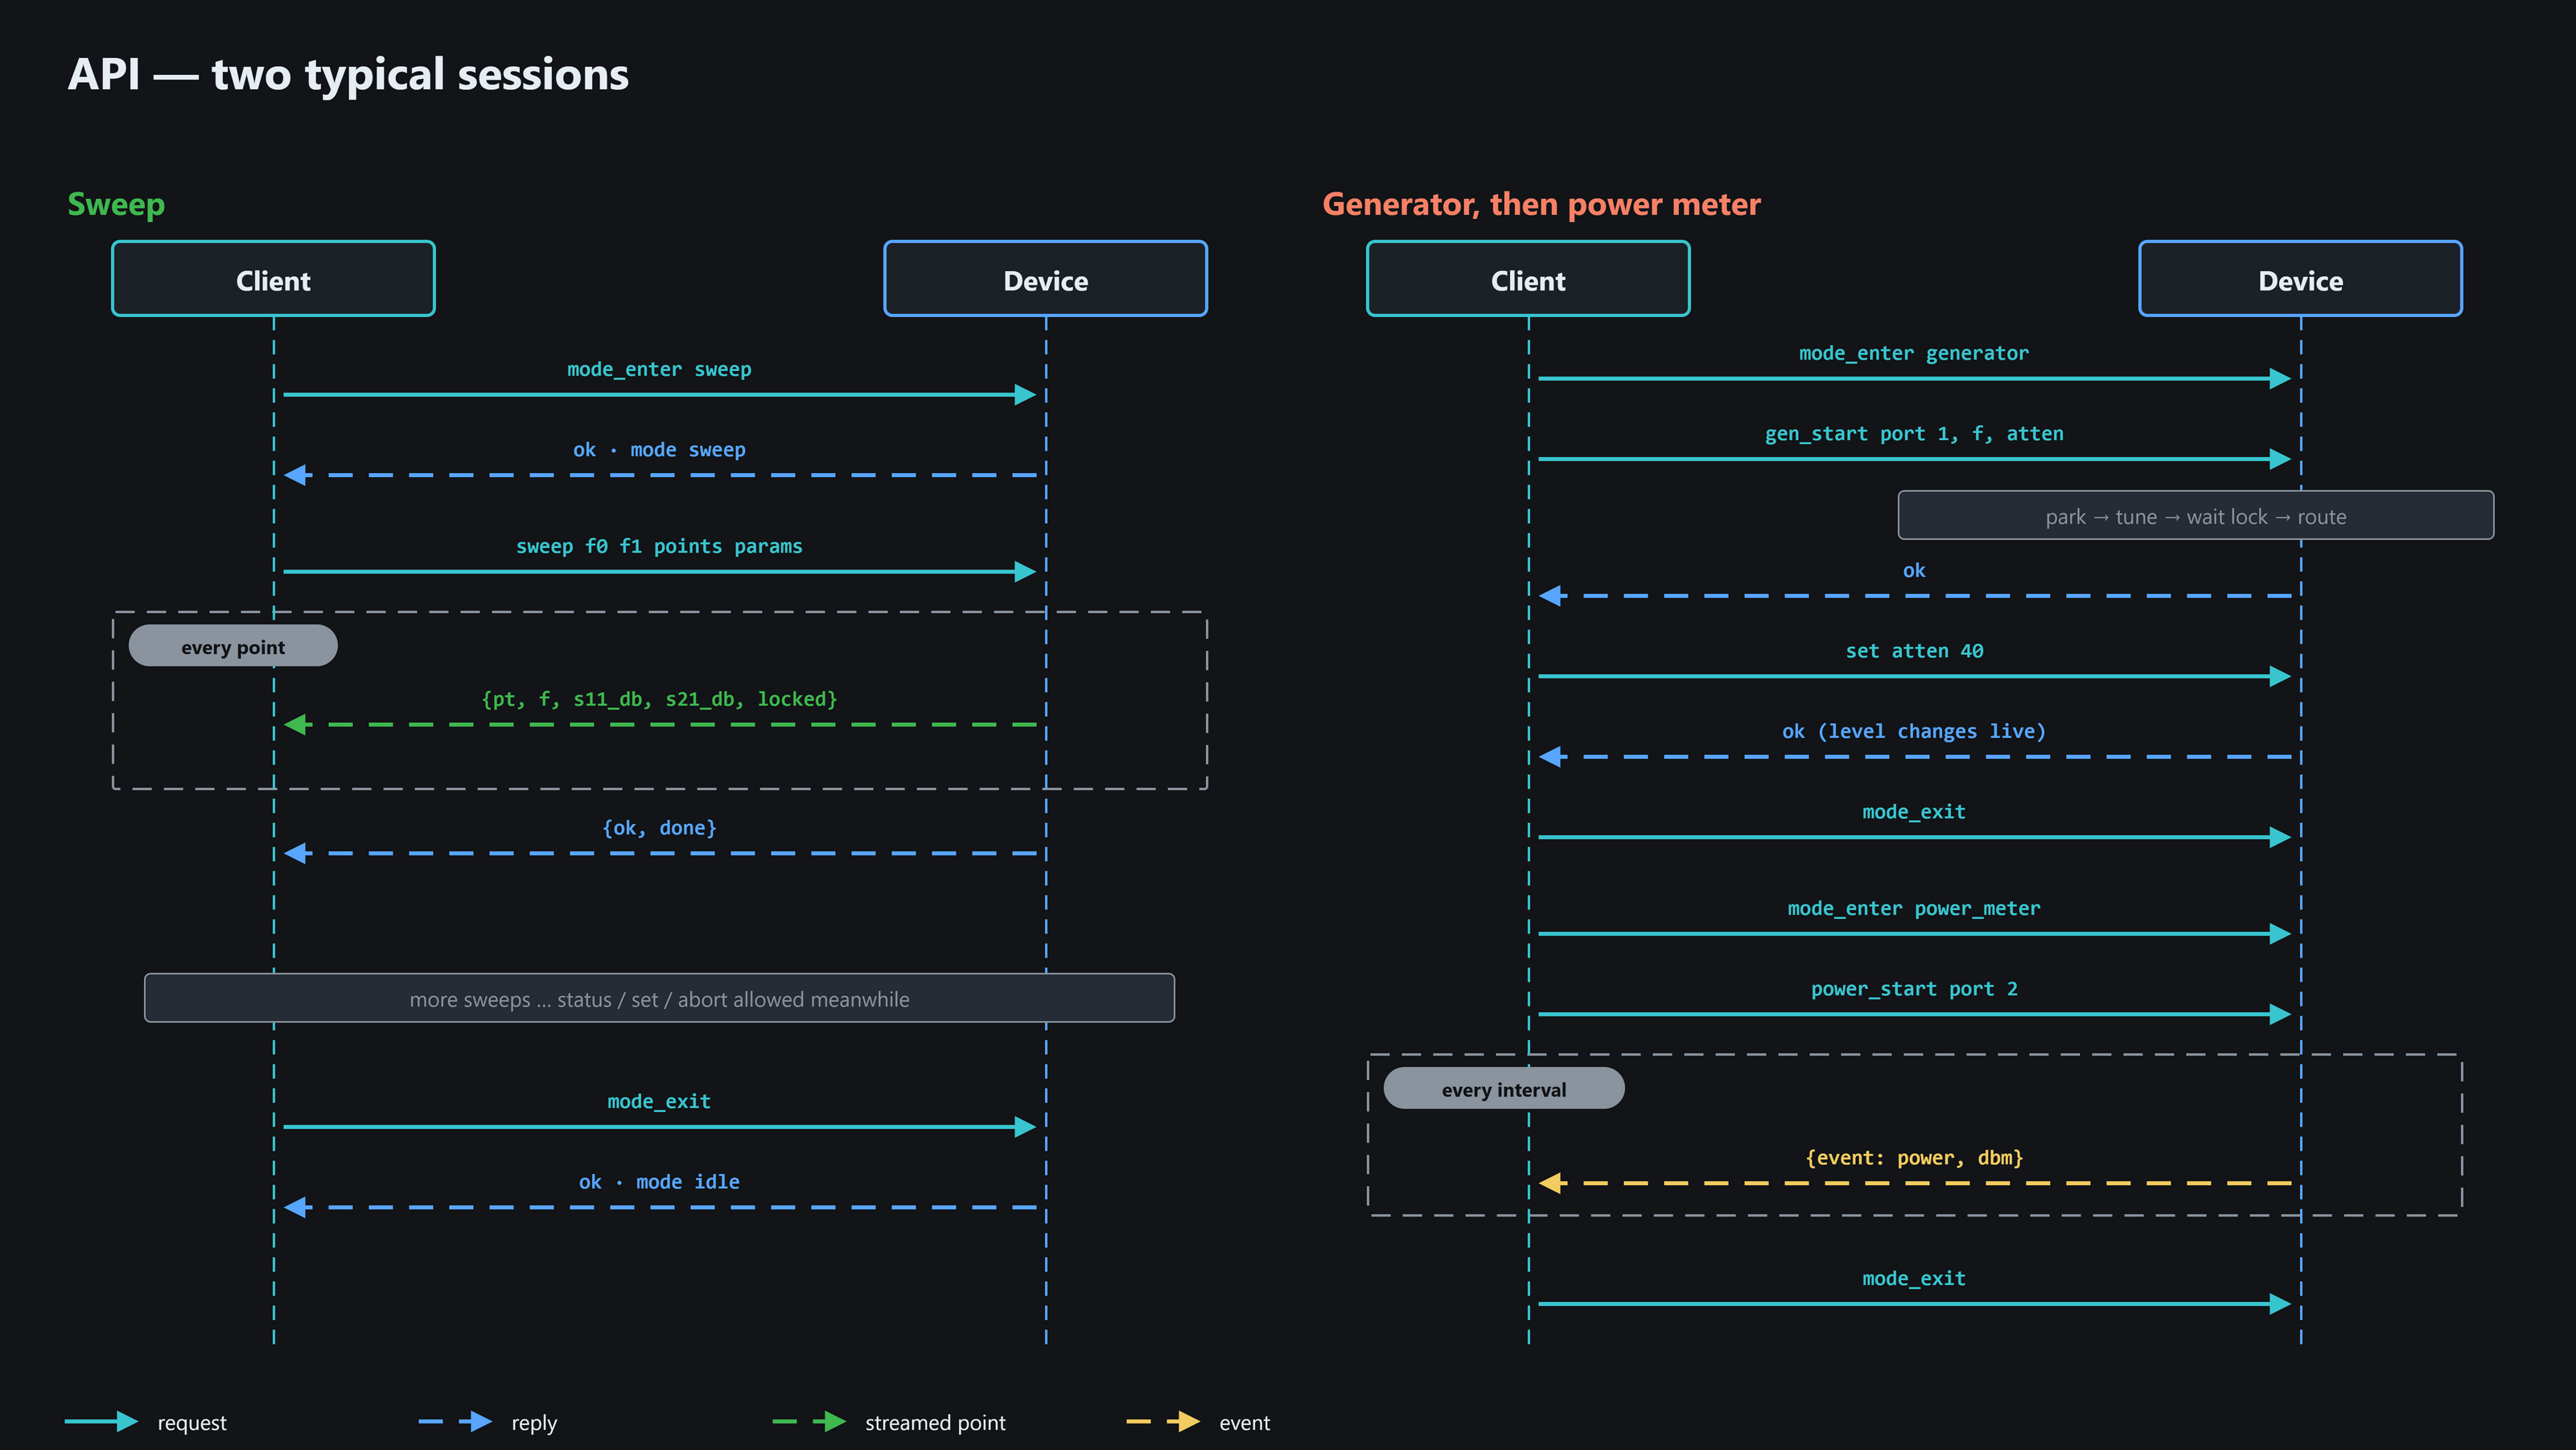 API — two typical sessions
Sweep
Client
Device
mode_enter sweep
ok · mode sweep
sweep f0 f1 points params
every point
{pt, f, s11_db, s21_db, locked}
{ok, done}
more sweeps ... status / set / abort allowed meanwhile
mode_exit
ok · mode idle
Generator, then power meter
Client
Device
mode_enter generator
gen_start port 1, f, atten
park → tune → wait lock → route
ok
set atten 40
ok (level changes live)
mode_exit
mode_enter power_meter
power_start port 2
every interval
{event: power, dbm}
mode_exit
request
reply
streamed point
event